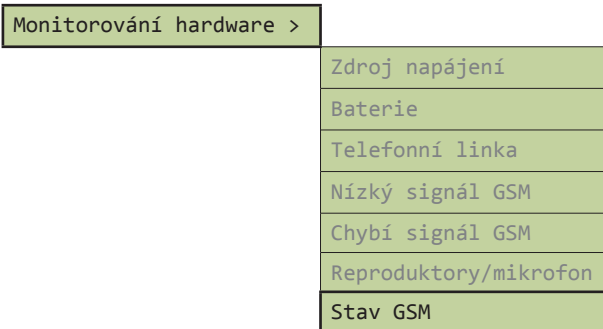 Monitorování hardware >
Zdroj napájení
Baterie
Telefonní linka
Nízký signál GSM
Chybí signál GSM
Reproduktory/mikrofon
Stav GSM